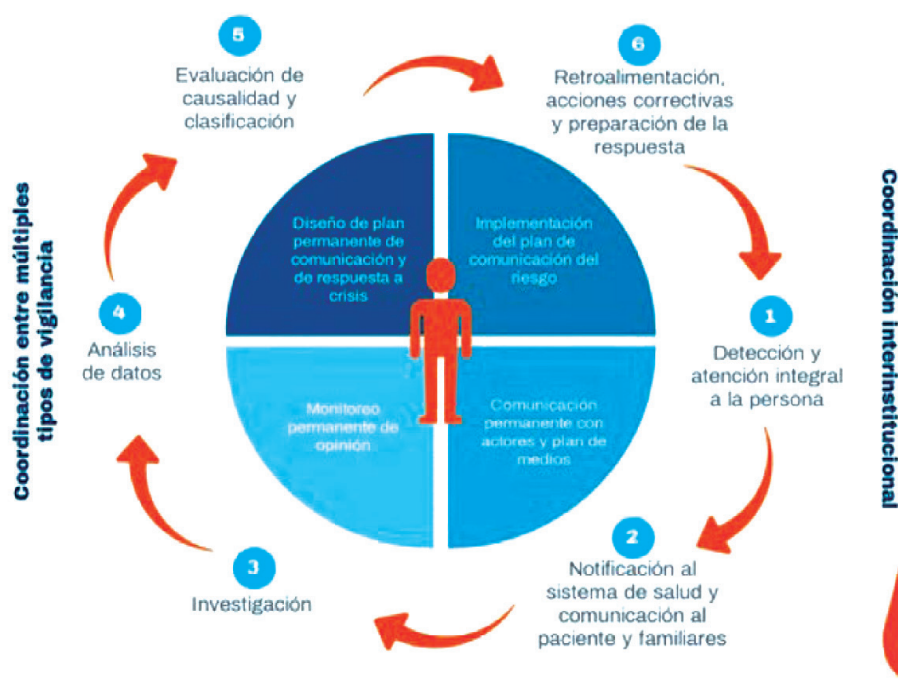 5
Evaluación de
causalidad y
clasificación
6
Retroalimentación,
acciones correctivas
y preparación de la
respuesta
Coordinación entre múltiples
tipos de vigilancia
Diseño de plan
permanente de
comunicación y
de respuesta a
crisis
Implementación
del plan de
comunicación del
riesgo
Coordinación interinstitucional
4
Análisis
de datos
1
Detección y
atención integral
a la persona
Monitoreo
permanente de
opinión
Comunicación
permanente con
actores y plan de
medios
3
Investigación
2
Notificación al
sistema de salud y
comunicación al
paciente y familiares